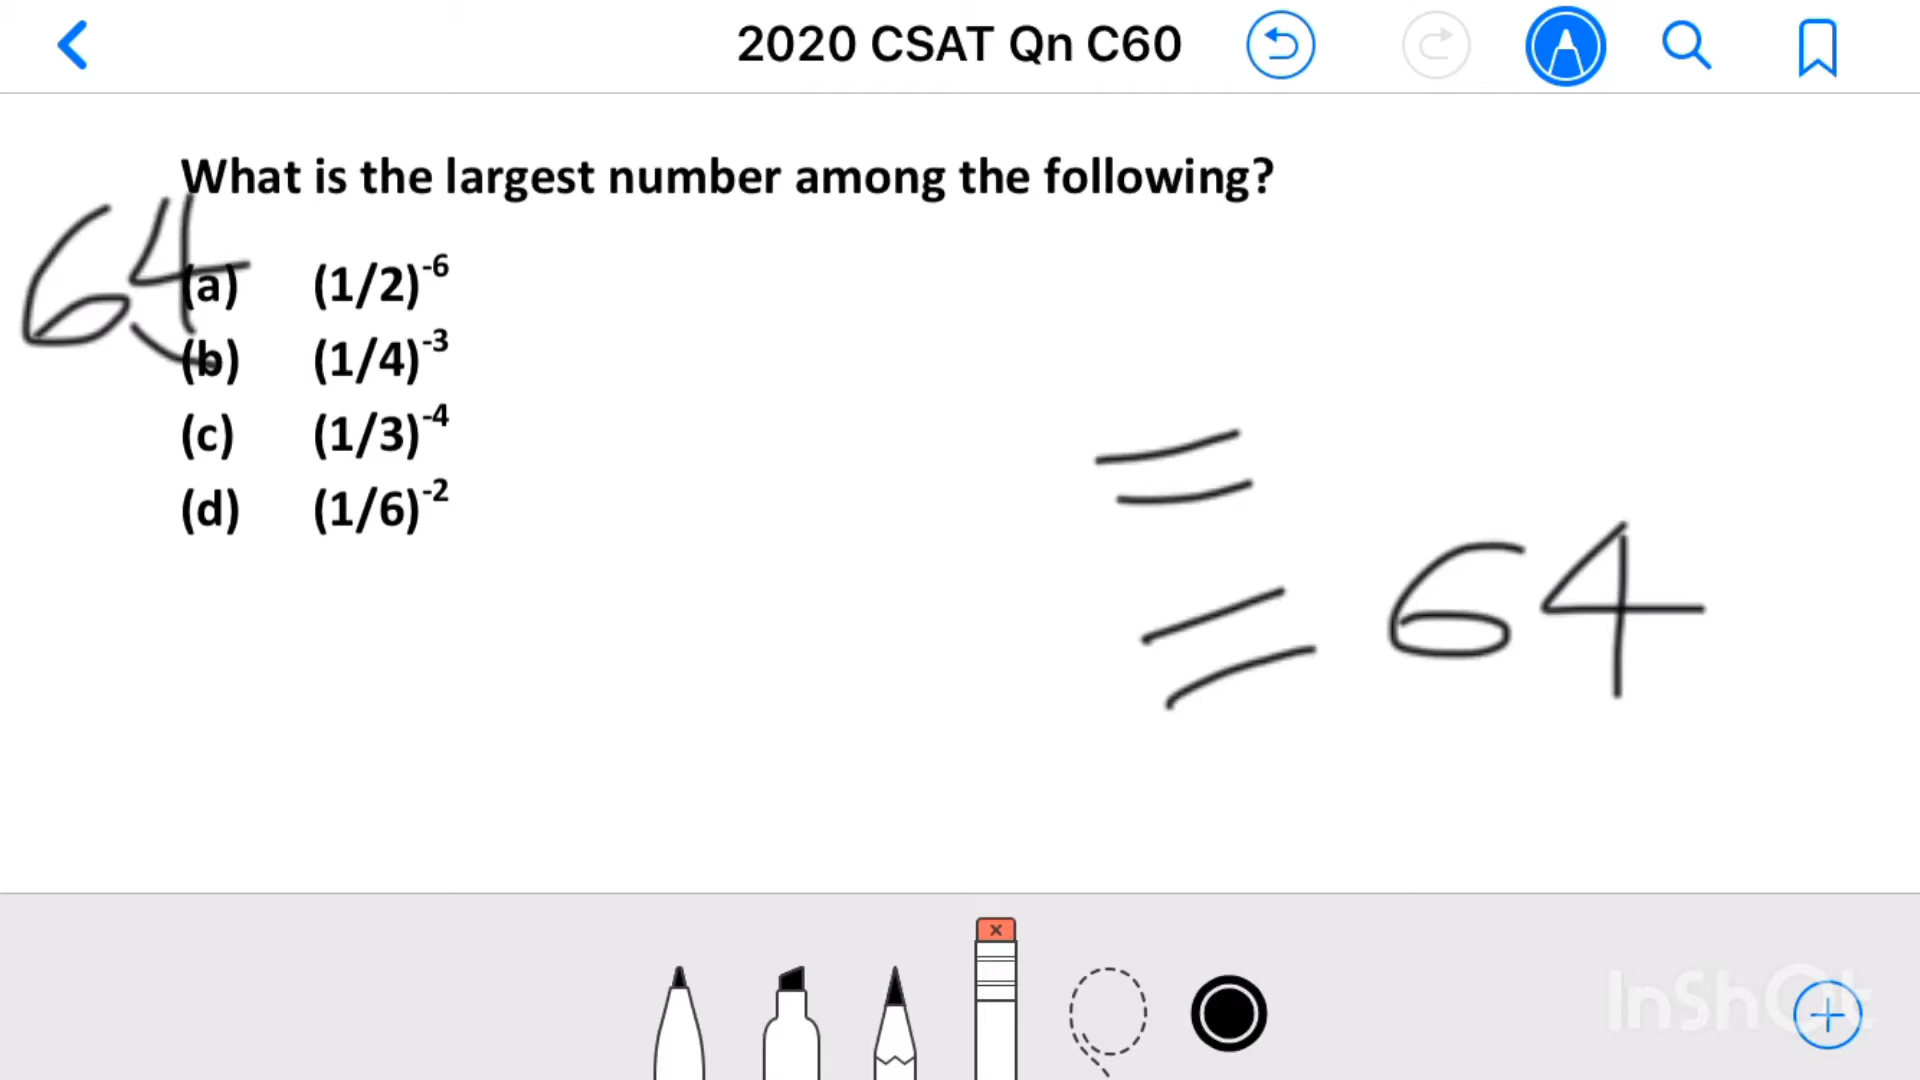 2020 CSAT Qn C60
What is the largest number among the following?
64
(a) (1/2)⁻⁶
(b) (1/4)⁻³
(c) (1/3)⁻⁴
(d) (1/6)⁻²
=
= 64
InShOt